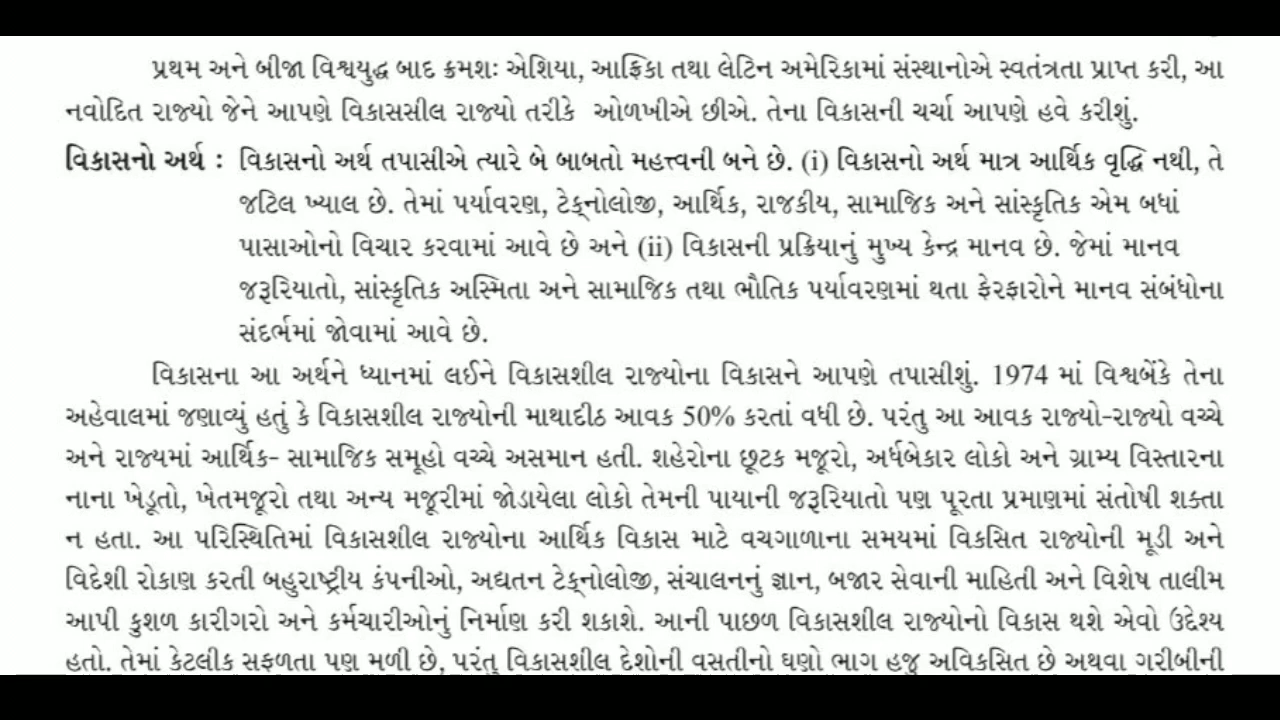 પ્રથમ અને બીજા વિશ્વયુદ્ધ બાદ ક્રમશઃ એશિયા, આફ્રિકા તથા લેટિન અમેરિકામાં સંસ્થાનોએ સ્વતંત્રતા પ્રાપ્ત કરી, આ
નવોદિત રાજ્યો જેને આપણે વિકાસસીલ રાજ્યો તરીકે ઓળખીએ છીએ. તેના વિકાસની ચર્ચા આપણે હવે કરીશું.
વિકાસનો અર્થ : વિકાસનો અર્થ તપાસીએ ત્યારે બે બાબતો મહત્ત્વની બને છે. (i) વિકાસનો અર્થ માત્ર આર્થિક વૃદ્ધિ નથી, તે
જટિલ ખ્યાલ છે. તેમાં પર્યાવરણ, ટેક્નોલોજી, આર્થિક, રાજકીય, સામાજિક અને સાંસ્કૃતિક એમ બધાં
પાસાઓનો વિચાર કરવામાં આવે છે અને (ii) વિકાસની પ્રક્રિયાનું મુખ્ય કેન્દ્ર માનવ છે. જેમાં માનવ
જરૂરિયાતો, સાંસ્કૃતિક અસ્મિતા અને સામાજિક તથા ભૌતિક પર્યાવરણમાં થતા ફેરફારોને માનવ સંબંધોના
સંદર્ભમાં જોવામાં આવે છે.
વિકાસના આ અર્થને ધ્યાનમાં લઈને વિકાસશીલ રાજ્યોના વિકાસને આપણે તપાસીશું. 1974 માં વિશ્વબેંકે તેના
અહેવાલમાં જણાવ્યું હતું કે વિકાસશીલ રાજ્યોની માથાદીઠ આવક 50% કરતાં વધી છે. પરંતુ આ આવક રાજ્યો-રાજ્યો વચ્ચે
અને રાજ્યમાં આર્થિક- સામાજિક સમૂહો વચ્ચે અસમાન હતી. શહેરોના છૂટક મજૂરો, અર્ધબેકાર લોકો અને ગ્રામ્ય વિસ્તારના
નાના ખેડૂતો, ખેતમજૂરો તથા અન્ય મજૂરીમાં જોડાયેલા લોકો તેમની પાયાની જરૂરિયાતો પણ પૂરતા પ્રમાણમાં સંતોષી શક્તા
ન હતા. આ પરિસ્થિતિમાં વિકાસશીલ રાજ્યોના આર્થિક વિકાસ માટે વચગાળાના સમયમાં વિકસિત રાજ્યોની મૂડી અને
વિદેશી રોકાણ કરતી બહુરાષ્ટ્રીય કંપનીઓ, અદ્યતન ટેક્નોલોજી, સંચાલનનું જ્ઞાન, બજાર સેવાની માહિતી અને વિશેષ તાલીમ
આપી કુશળ કારીગરો અને કર્મચારીઓનું નિર્માણ કરી શકાશે. આની પાછળ વિકાસશીલ રાજ્યોનો વિકાસ થશે એવો ઉદ્દેશ્ય
હતો. તેમાં કેટલીક સફળતા પણ મળી છે, પરંતુ વિકાસશીલ દેશોની વસતીનો ઘણો ભાગ હજુ અવિકસિત છે અથવા ગરીબીની